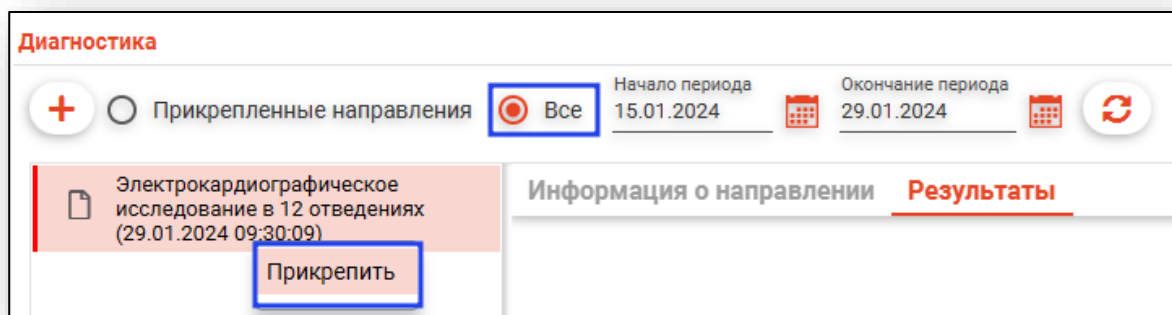 Диагностика
Прикрепленные направления
Все
Начало периода
15.01.2024
Окончание периода
29.01.2024
Электрокардиографическое
исследование в 12 отведениях
(29.01.2024 09:30:09)
Прикрепить
Информация о направлении
Результаты